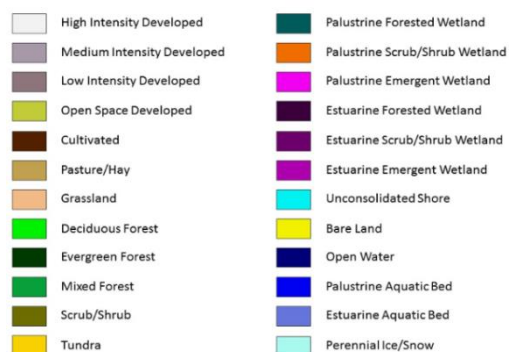 High Intensity Developed
Medium Intensity Developed
Low Intensity Developed
Open Space Developed
Cultivated
Pasture/Hay
Grassland
Deciduous Forest
Evergreen Forest
Mixed Forest
Scrub/Shrub
Tundra
Palustrine Forested Wetland
Palustrine Scrub/Shrub Wetland
Palustrine Emergent Wetland
Estuarine Forested Wetland
Estuarine Scrub/Shrub Wetland
Estuarine Emergent Wetland
Unconsolidated Shore
Bare Land
Open Water
Palustrine Aquatic Bed
Estuarine Aquatic Bed
Perennial Ice/Snow